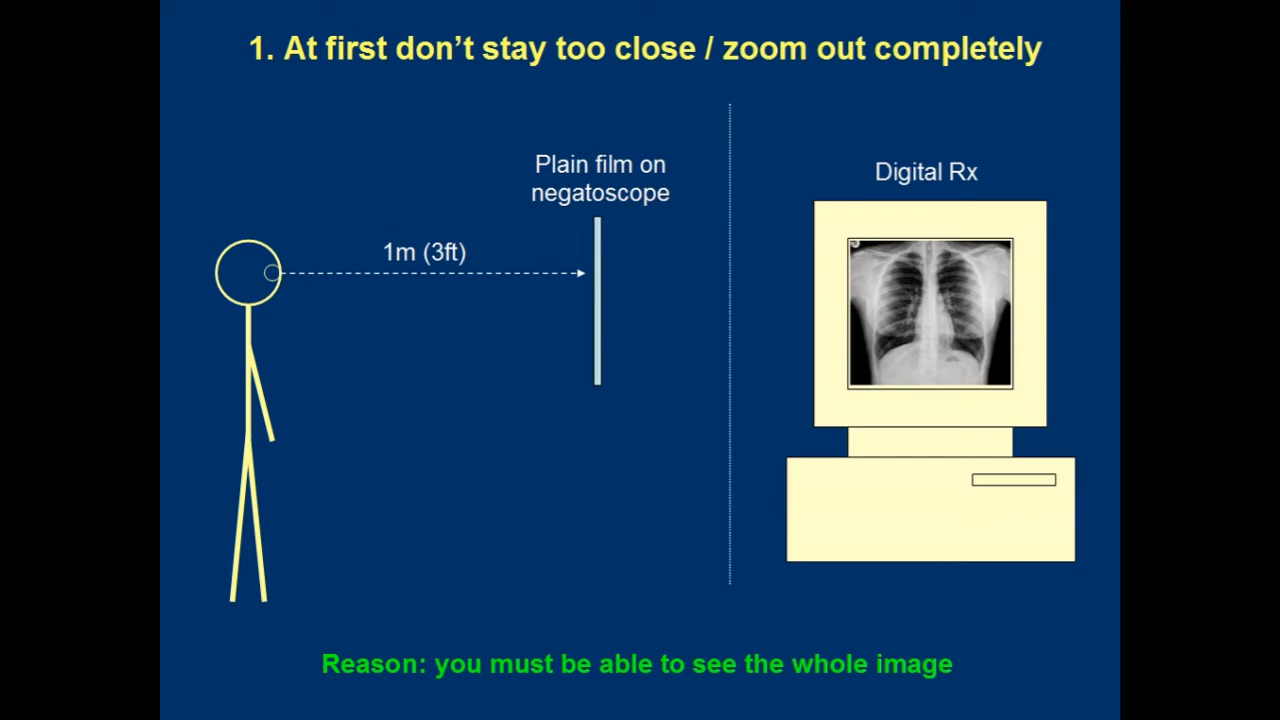 1. At first don't stay too close / zoom out completely
Plain film on
negatoscope
Digital Rx
1m (3ft)
Reason: you must be able to see the whole image